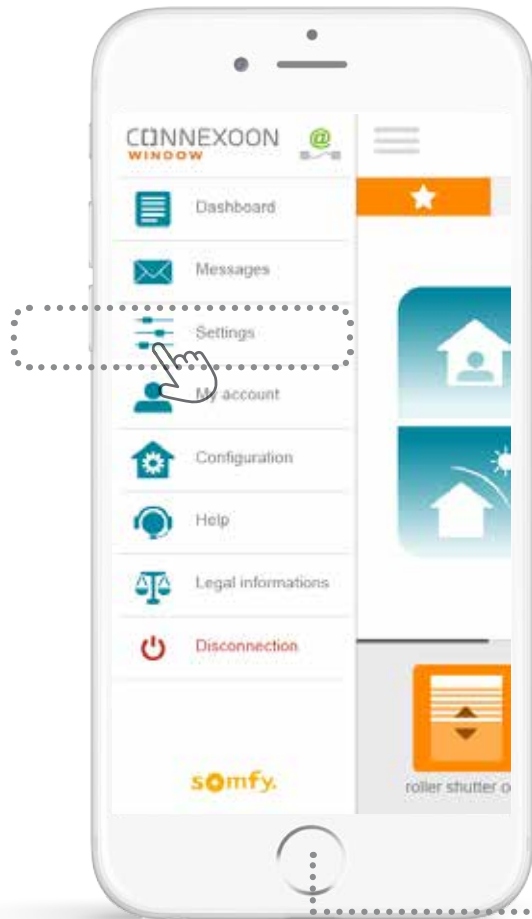 CONNEXOON
WINDOW
@
Dashboard
Messages
Settings
My account
Configuration
Help
Legal informations
Disconnection
somfy.
roller shutter